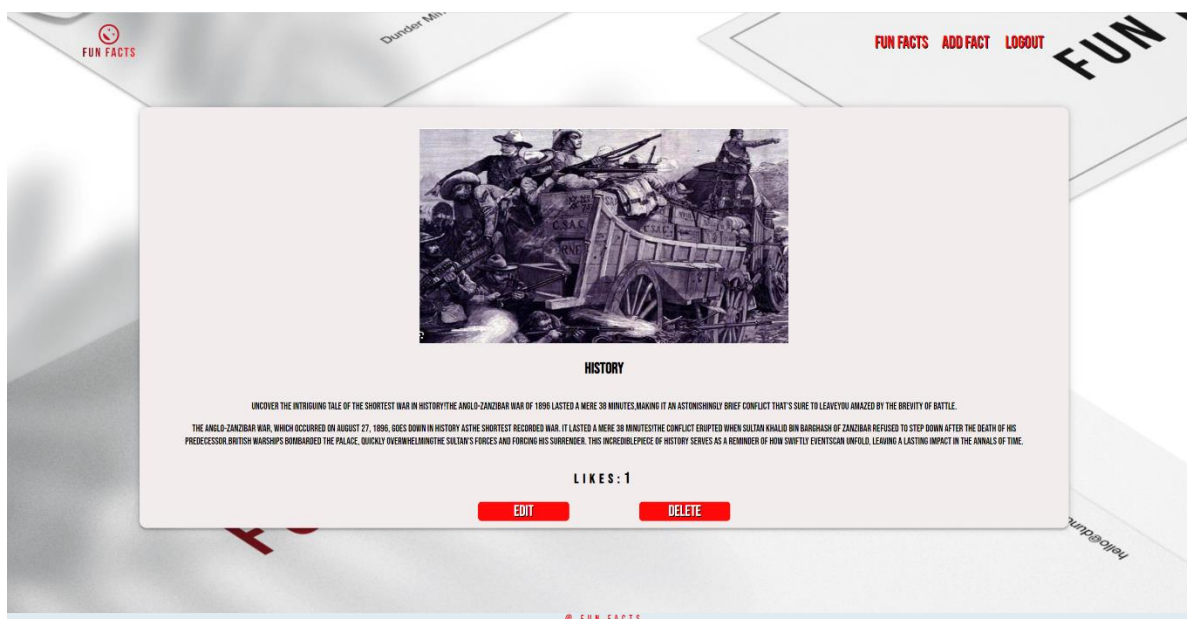 Dunder Mif
FUN FACTS
FUN FACTS ADD FACT LOGOUT
FUN
C.S.A.C.
HISTORY
UNCOVER THE INTRIGUING TALE OF THE SHORTEST WAR IN HISTORY!THE ANGLO-ZANZIBAR WAR OF 1896 LASTED A MERE 38 MINUTES,MAKING IT AN ASTONISHINGLY BRIEF CONFLICT THAT'S SURE TO LEAVEYOU AMAZED BY THE BREVITY OF BATTLE.
THE ANGLO-ZANZIBAR WAR, WHICH OCCURRED ON AUGUST 27, 1896, GOES DOWN IN HISTORY ASTHE SHORTEST RECORDED WAR. IT LASTED A MERE 38 MINUTES!THE CONFLICT ERUPTED WHEN SULTAN KHALID BIN BARGHASH OF ZANZIBAR REFUSED TO STEP DOWN AFTER THE DEATH OF HIS
PREDECESSOR.BRITISH WARSHIPS BOMBARDED THE PALACE, QUICKLY OVERWHELMINGTHE SULTAN'S FORCES AND FORCING HIS SURRENDER. THIS INCREDIBLEPIECE OF HISTORY SERVES AS A REMINDER OF HOW SWIFTLY EVENTSCAN UNFOLD, LEAVING A LASTING IMPACT IN THE ANNALS OF TIME.
LIKES: 1
EDIT DELETE
hello@dun
© FUN FACTS